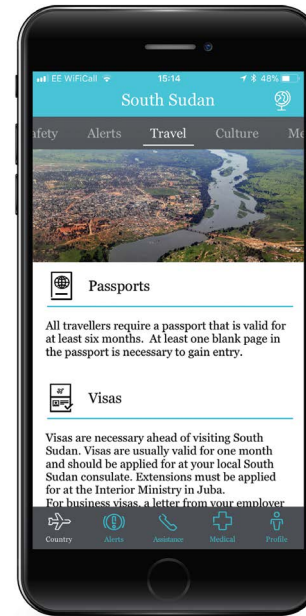 EE WiFiCall 15:14 48%
South Sudan
afety Alerts Travel Culture Me
Passports
All travellers require a passport that is valid for
at least six months. At least one blank page in
the passport is necessary to gain entry.
Visas
Visas are necessary ahead of visiting South
Sudan. Visas are usually valid for one month
and should be applied for at your local South
Sudan consulate. Extensions must be applied
for at the Interior Ministry in Juba.
For business visas, a letter from your employer
Country Alerts Assistance Medical Profile